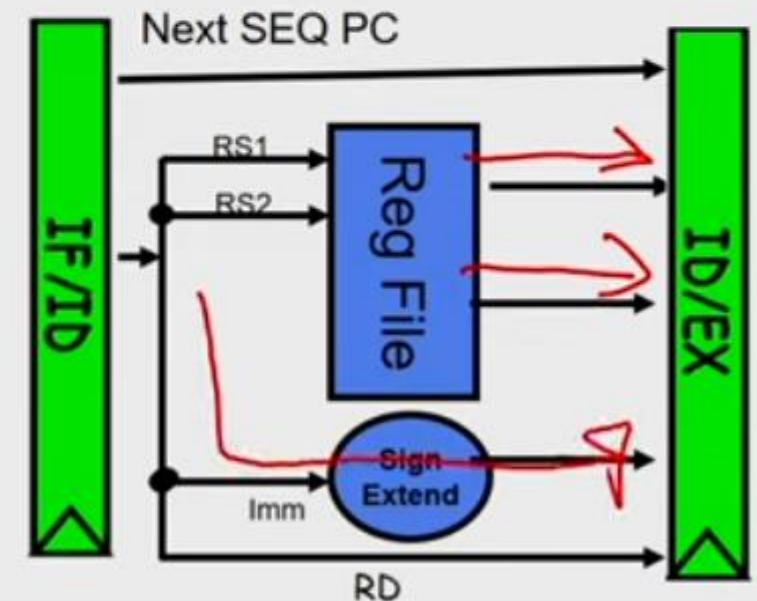 Next SEQ PC
IF/ID
RS1
RS2
Reg File
ID/EX
Sign
Extend
Imm
RD